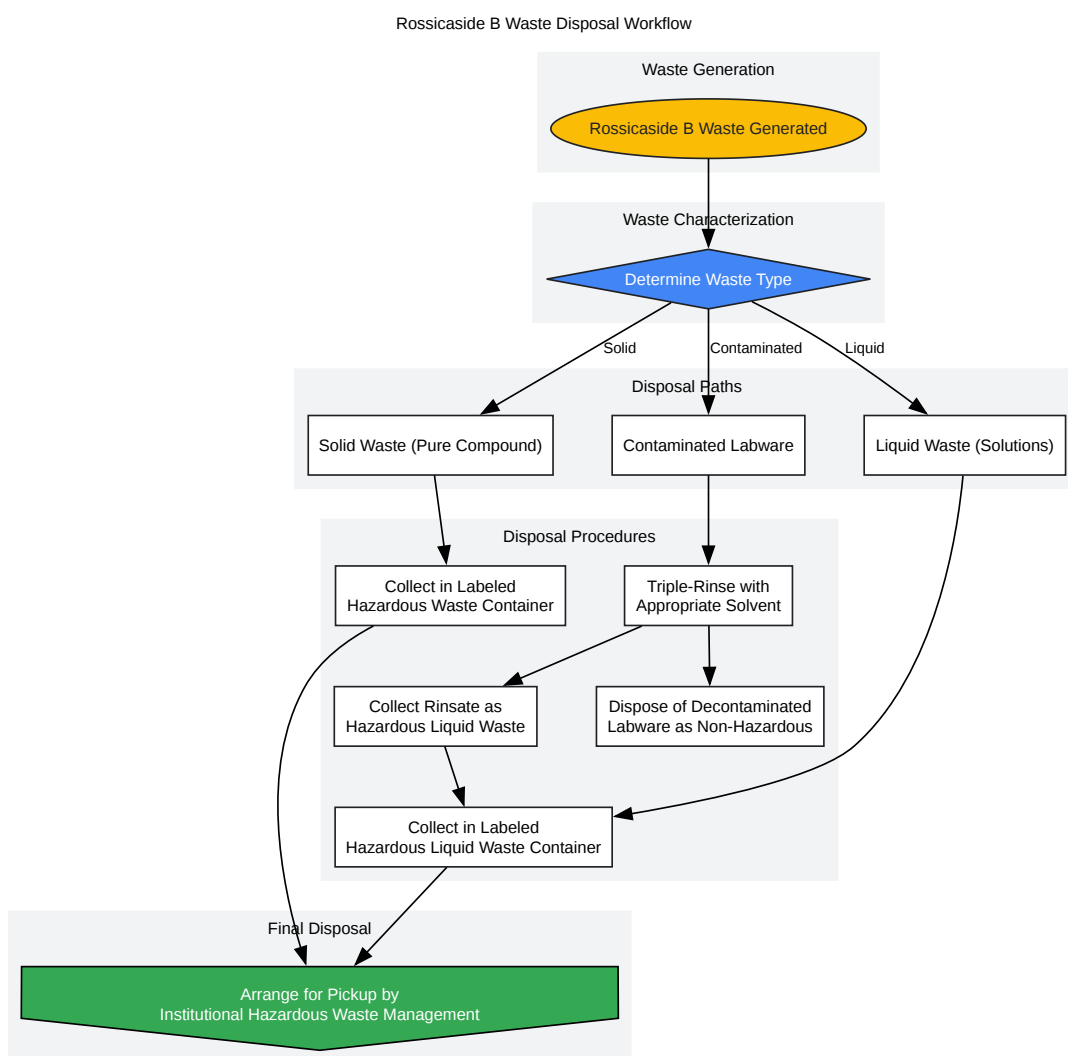 Rossicaside B Waste Disposal Workflow
Waste Generation
Rossicaside B Waste Generated
Waste Characterization
Determine Waste Type
Solid
Contaminated
Liquid
Disposal Paths
Solid Waste (Pure Compound)
Contaminated Labware
Liquid Waste (Solutions)
Disposal Procedures
Collect in Labeled
Hazardous Waste Container
Triple-Rinse with
Appropriate Solvent
Collect Rinsate as
Hazardous Liquid Waste
Dispose of Decontaminated
Labware as Non-Hazardous
Collect in Labeled
Hazardous Liquid Waste Container
Final Disposal
Arrange for Pickup by
Institutional Hazardous Waste Management